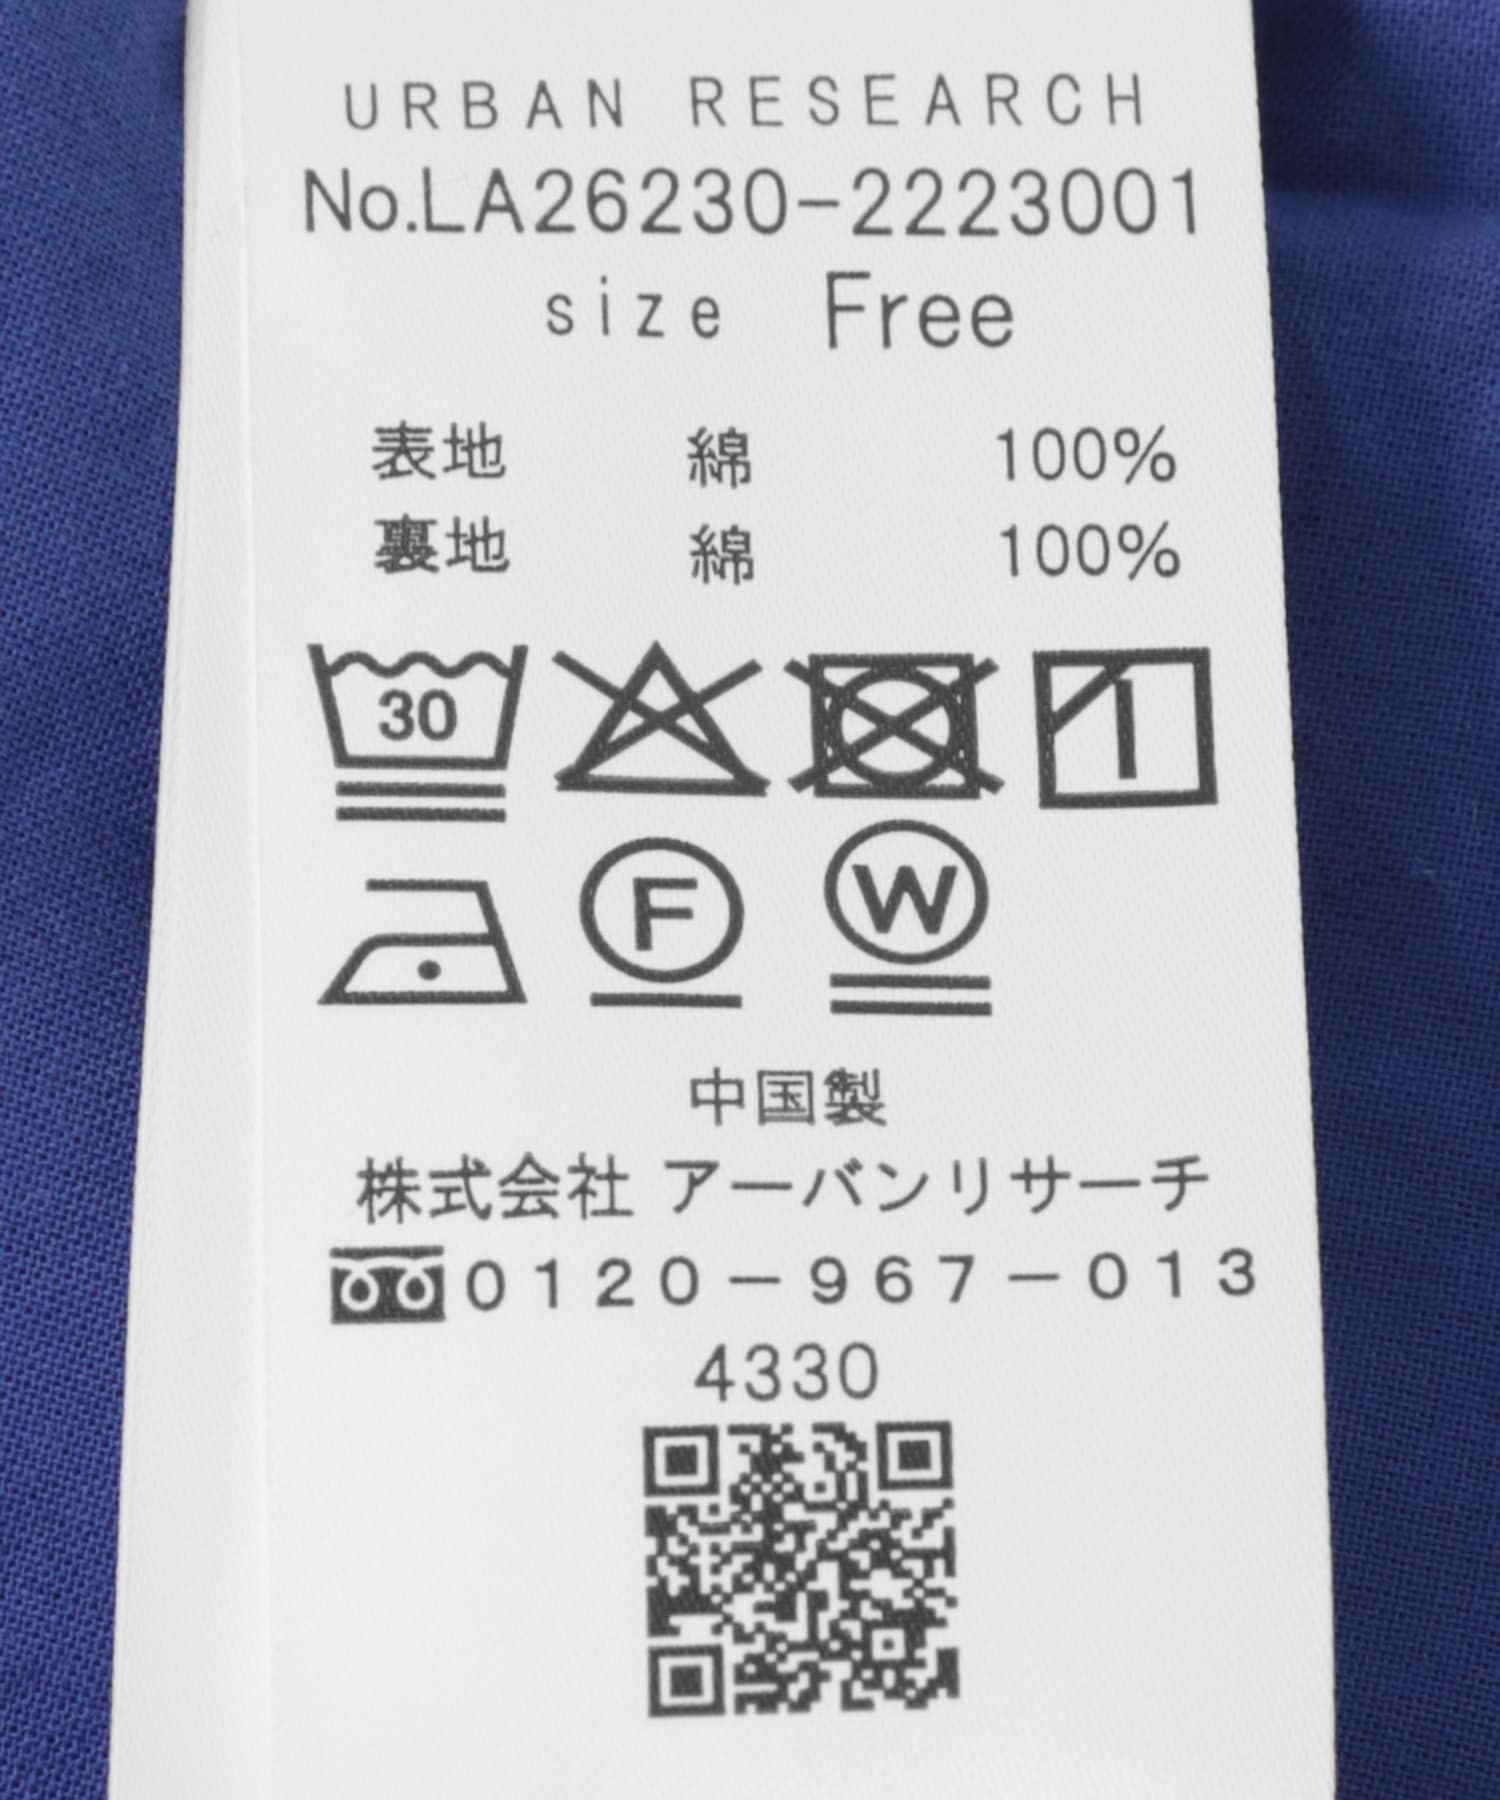 URBAN RESEARCH
No.LA26230-2223001
size Free
表地 綿 100%
裏地 綿 100%
30
F W
中国製
株式会社 アーバンリサーチ
0120-967-013
4330